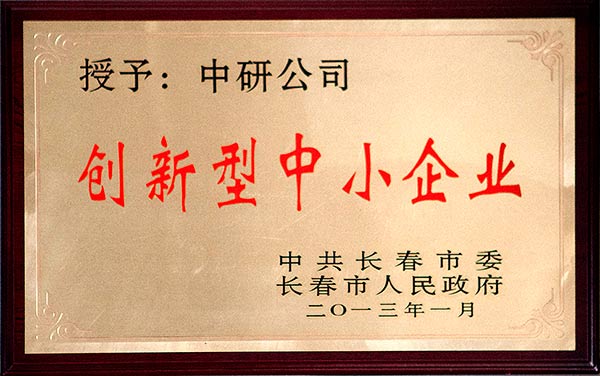 授予：中研公司
创新型中小企业
中共长春市委
长春市人民政府
二〇一三年一月